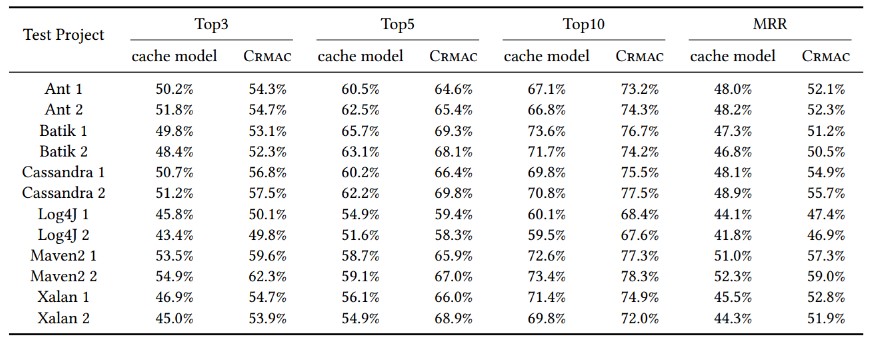 Test Project Top3 Top5 Top10 MRR
cache model CRMAC cache model CRMAC cache model CRMAC cache model CRMAC
Ant 1 50.2% 54.3% 60.5% 64.6% 67.1% 73.2% 48.0% 52.1%
Ant 2 51.8% 54.7% 62.5% 65.4% 66.8% 74.3% 48.2% 52.3%
Batik 1 49.8% 53.1% 65.7% 69.3% 73.6% 76.7% 47.3% 51.2%
Batik 2 48.4% 52.3% 63.1% 68.1% 71.7% 74.2% 46.8% 50.5%
Cassandra 1 50.7% 56.8% 60.2% 66.4% 69.8% 75.5% 48.1% 54.9%
Cassandra 2 51.2% 57.5% 62.2% 69.8% 70.8% 77.5% 48.9% 55.7%
Log4J 1 45.8% 50.1% 54.9% 59.4% 60.1% 68.4% 44.1% 47.4%
Log4J 2 43.4% 49.8% 51.6% 58.3% 59.5% 67.6% 41.8% 46.9%
Maven2 1 53.5% 59.6% 58.7% 65.9% 72.6% 77.3% 51.0% 57.3%
Maven2 2 54.9% 62.3% 59.1% 67.0% 73.4% 78.3% 52.3% 59.0%
Xalan 1 46.9% 54.7% 56.1% 66.0% 71.4% 74.9% 45.5% 52.8%
Xalan 2 45.0% 53.9% 54.9% 68.9% 69.8% 72.0% 44.3% 51.9%